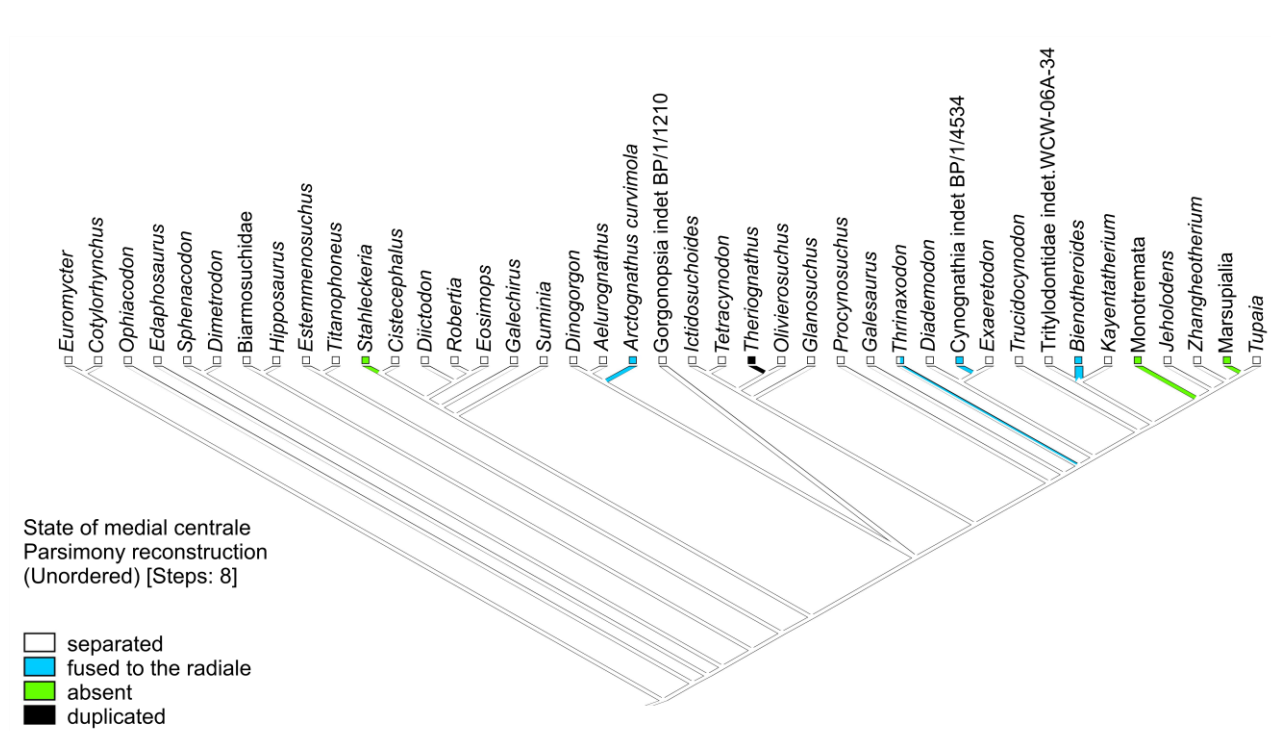 Euromycter
Cotylorhynchus
Ophiacodon
Edaphosaurus
Sphenacodon
Dimetrodon
Biarmosuchidae
Hipposaurus
Estemmenosuchus
Titanophoneus
Stahleckeria
Cistecephalus
Diictodon
Robertia
Eosimops
Galechirus
Suminia
Dinogorgon
Aelurognathus
Arctognathus curvimola
Gorgonopsia indet BP/1/1210
Ictidosuchoides
Tetracynodon
Theriognathus
Olivierosuchus
Glanosuchus
Procynosuchus
Galesaurus
Thrinaxodon
Diademodon
Cynognathia indet BP/1/4534
Exaeretodon
Trucidocynodon
Tritylodontidae indet.WCW-06A-34
Bienotheroides
Kayentatherium
Monotremata
Jeholodens
Zhangheotherium
Marsupialia
Tupaia
State of medial centrale
Parsimony reconstruction
(Unordered) [Steps: 8]
separated
fused to the radiale
absent
duplicated